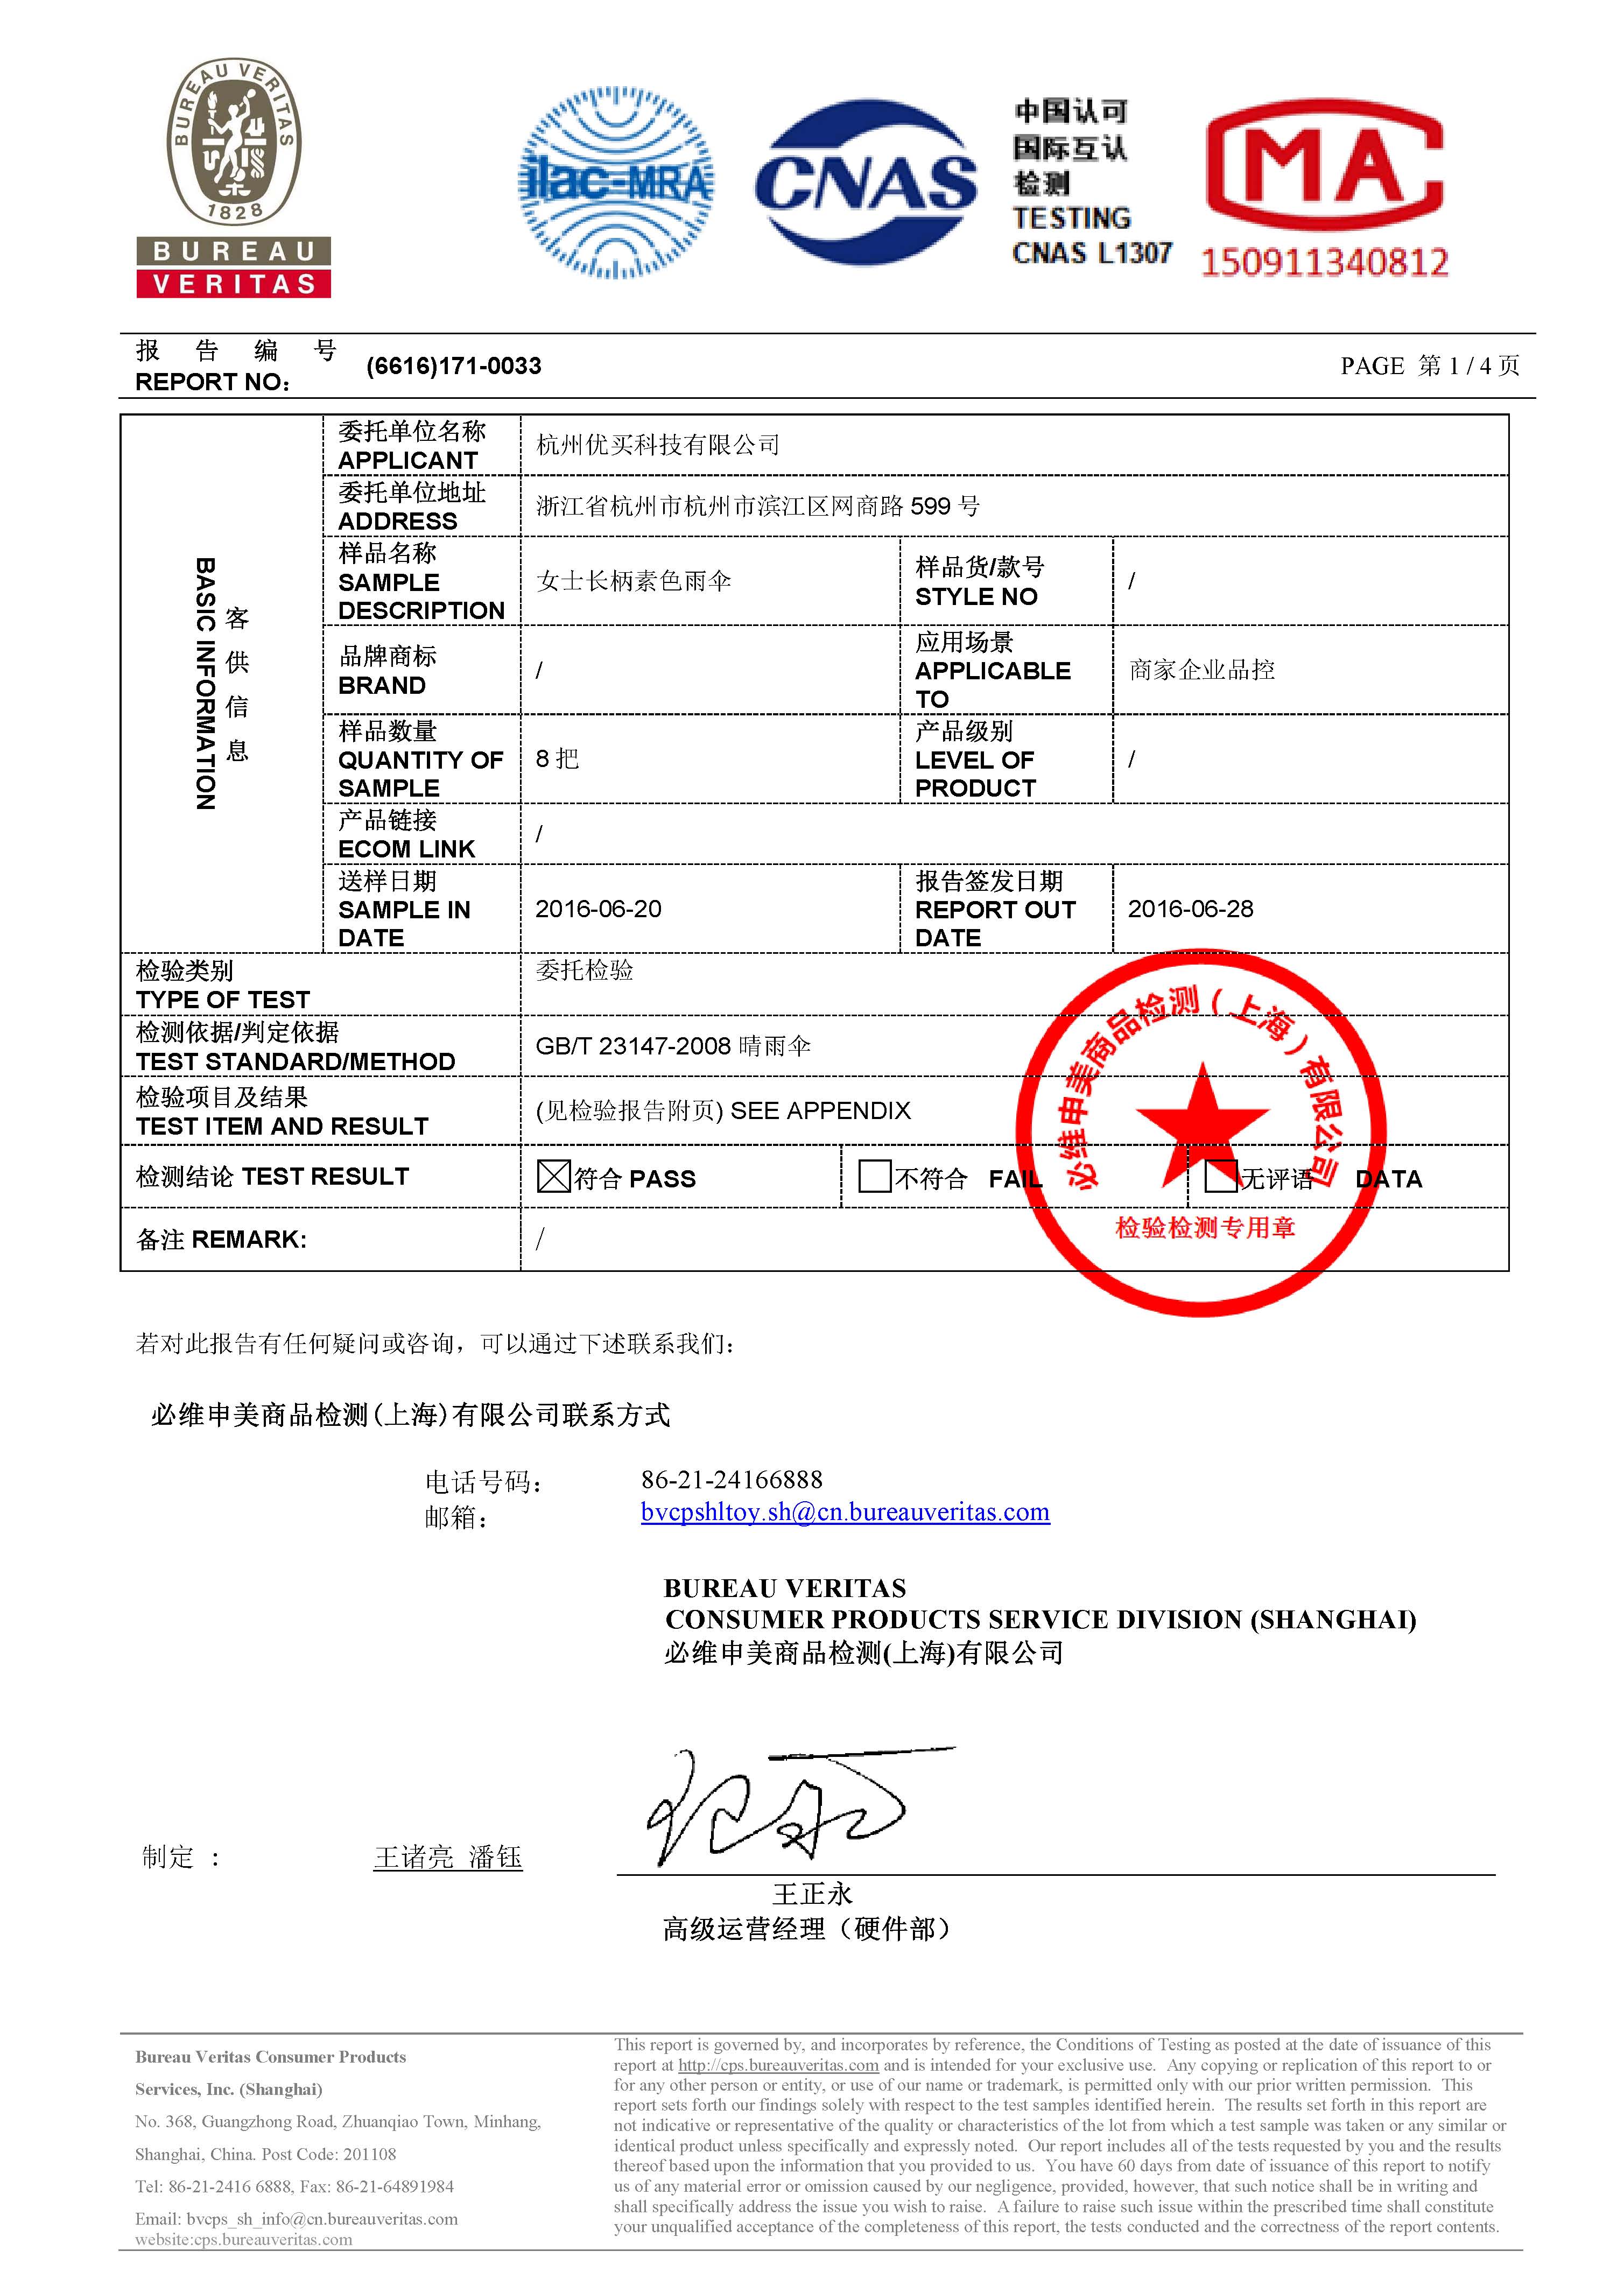 BUREAU VERITAS
1828
BUREAU
VERITAS
ilac-MRA
CNAS
中国认可
国际互认
检测
TESTING
CNAS L1307
MA
150911340812
报 告 编 号
REPORT NO:
(6616)171-0033
PAGE 第 1 / 4 页
客供信息
BASIC INFORMATION
委托单位名称
APPLICANT
杭州优买科技有限公司
委托单位地址
ADDRESS
浙江省杭州市杭州市滨江区网商路 599 号
样品名称
SAMPLE
DESCRIPTION
女士长柄素色雨伞
样品货/款号
STYLE NO
/
品牌商标
BRAND
/
应用场景
APPLICABLE
TO
商家企业品控
样品数量
QUANTITY OF
SAMPLE
8 把
产品级别
LEVEL OF
PRODUCT
/
产品链接
ECOM LINK
/
送样日期
SAMPLE IN
DATE
2016-06-20
报告签发日期
REPORT OUT
DATE
2016-06-28
检验类别
TYPE OF TEST
委托检验
检测依据/判定依据
TEST STANDARD/METHOD
GB/T 23147-2008 晴雨伞
检验项目及结果
TEST ITEM AND RESULT
(见检验报告附页) SEE APPENDIX
检测结论 TEST RESULT
符合 PASS
不符合 FAIL
无评语 DATA
备注 REMARK:
/
必维申美商品检测（上海）有限公司
检验检测专用章
若对此报告有任何疑问或咨询，可以通过下述联系我们：
必维申美商品检测(上海)有限公司联系方式
电话号码： 86-21-24166888
邮箱： bvcpshltoy.sh@cn.bureauveritas.com
BUREAU VERITAS
CONSUMER PRODUCTS SERVICE DIVISION (SHANGHAI)
必维申美商品检测(上海)有限公司
制定 ： 王诸亮 潘钰
王正永
高级运营经理（硬件部）
Bureau Veritas Consumer Products
Services, Inc. (Shanghai)
No. 368, Guangzhong Road, Zhuanqiao Town, Minhang,
Shanghai, China. Post Code: 201108
Tel: 86-21-2416 6888, Fax: 86-21-64891984
Email: bvcps_sh_info@cn.bureauveritas.com
website:cps.bureauveritas.com
This report is governed by, and incorporates by reference, the Conditions of Testing as posted at the date of issuance of this
report at http://cps.bureauveritas.com and is intended for your exclusive use. Any copying or replication of this report to or
for any other person or entity, or use of our name or trademark, is permitted only with our prior written permission. This
report sets forth our findings solely with respect to the test samples identified herein. The results set forth in this report are
not indicative or representative of the quality or characteristics of the lot from which a test sample was taken or any similar or
identical product unless specifically and expressly noted. Our report includes all of the tests requested by you and the results
thereof based upon the information that you provided to us. You have 60 days from date of issuance of this report to notify
us of any material error or omission caused by our negligence, provided, however, that such notice shall be in writing and
shall specifically address the issue you wish to raise. A failure to raise such issue within the prescribed time shall constitute
your unqualified acceptance of the completeness of this report, the tests conducted and the correctness of the report contents.